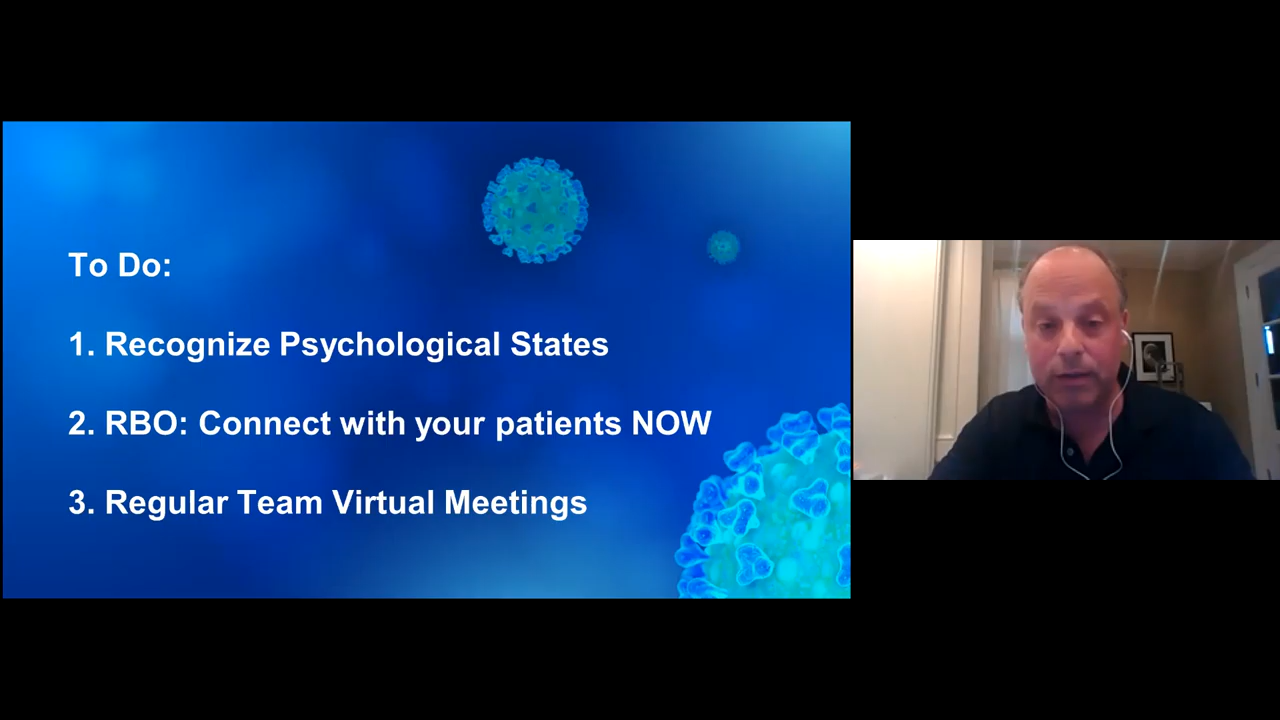 To Do:
1. Recognize Psychological States
2. RBO: Connect with your patients NOW
3. Regular Team Virtual Meetings